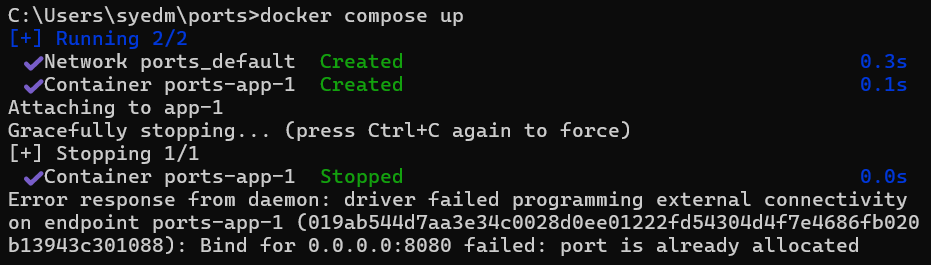 C:\Users\syedm\ports>docker compose up
[+] Running 2/2
✔Network ports_default Created 0.3s
✔Container ports-app-1 Created 0.1s
Attaching to app-1
Gracefully stopping... (press Ctrl+C again to force)
[+] Stopping 1/1
✔Container ports-app-1 Stopped 0.0s
Error response from daemon: driver failed programming external connectivity
on endpoint ports-app-1 (019ab544d7aa3e34c0028d0ee01222fd54304d4f7e4686fb020
b13943c301088): Bind for 0.0.0.0:8080 failed: port is already allocated